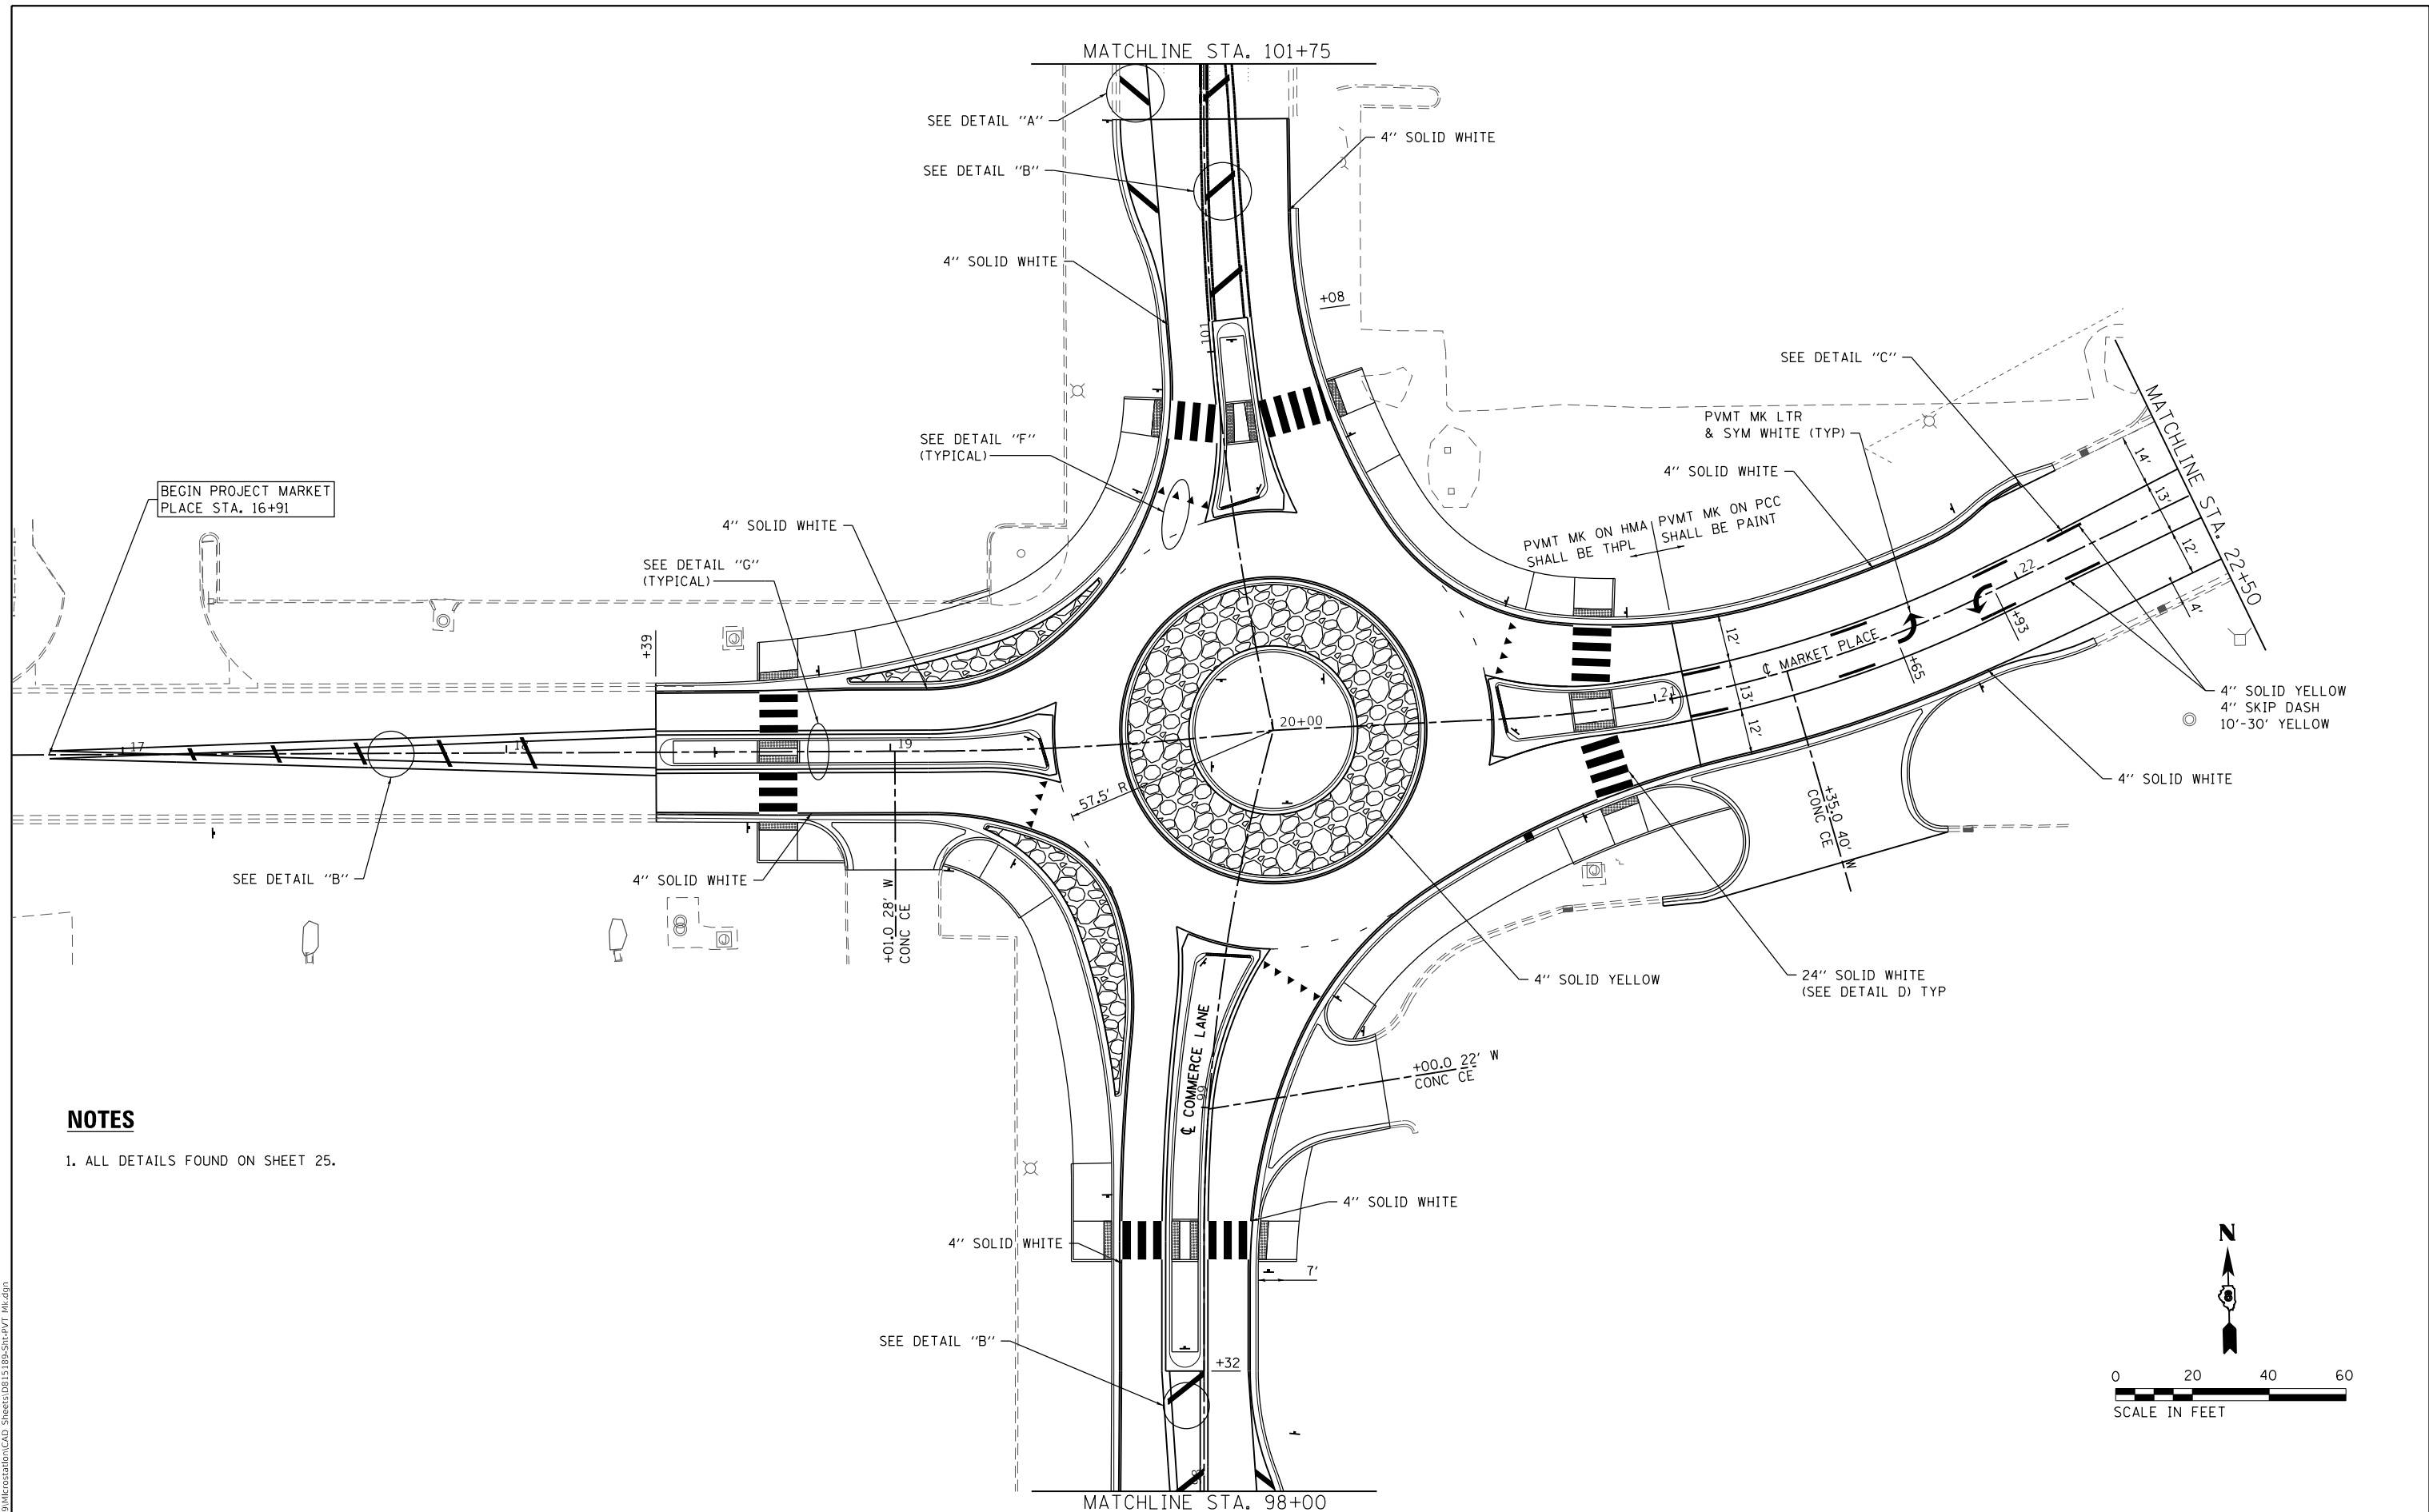 MATCHLINE STA. 101+75
SEE DETAIL "A"
4" SOLID WHITE
SEE DETAIL "B"
4" SOLID WHITE
+08
101
SEE DETAIL "C"
PVMT MK LTR
& SYM WHITE (TYP)
SEE DETAIL "F"
(TYPICAL)
4" SOLID WHITE
MATCHLINE STA. 22+50
14'
13'
12'
4'
BEGIN PROJECT MARKET
PLACE STA. 16+91
4" SOLID WHITE
PVMT MK ON HMA
SHALL BE THPL
PVMT MK ON PCC
SHALL BE PAINT
SEE DETAIL "G"
(TYPICAL)
22
+93
+65
+39
12'
13'
12'
℄ MARKET PLACE
21
4" SOLID YELLOW
4" SKIP DASH
10'-30' YELLOW
20+00
17
18
19
57.5' R
4" SOLID WHITE
+35.0 40' W
CONC CE
SEE DETAIL "B"
4" SOLID WHITE
+01.0 28' W
CONC CE
4" SOLID YELLOW
24" SOLID WHITE
(SEE DETAIL D) TYP
℄ COMMERCE LANE
99
+00.0 22' W
CONC CE
NOTES
1. ALL DETAILS FOUND ON SHEET 25.
4" SOLID WHITE
4" SOLID WHITE
7'
N
SEE DETAIL "B"
+32
0 20 40 60
SCALE IN FEET
MATCHLINE STA. 98+00